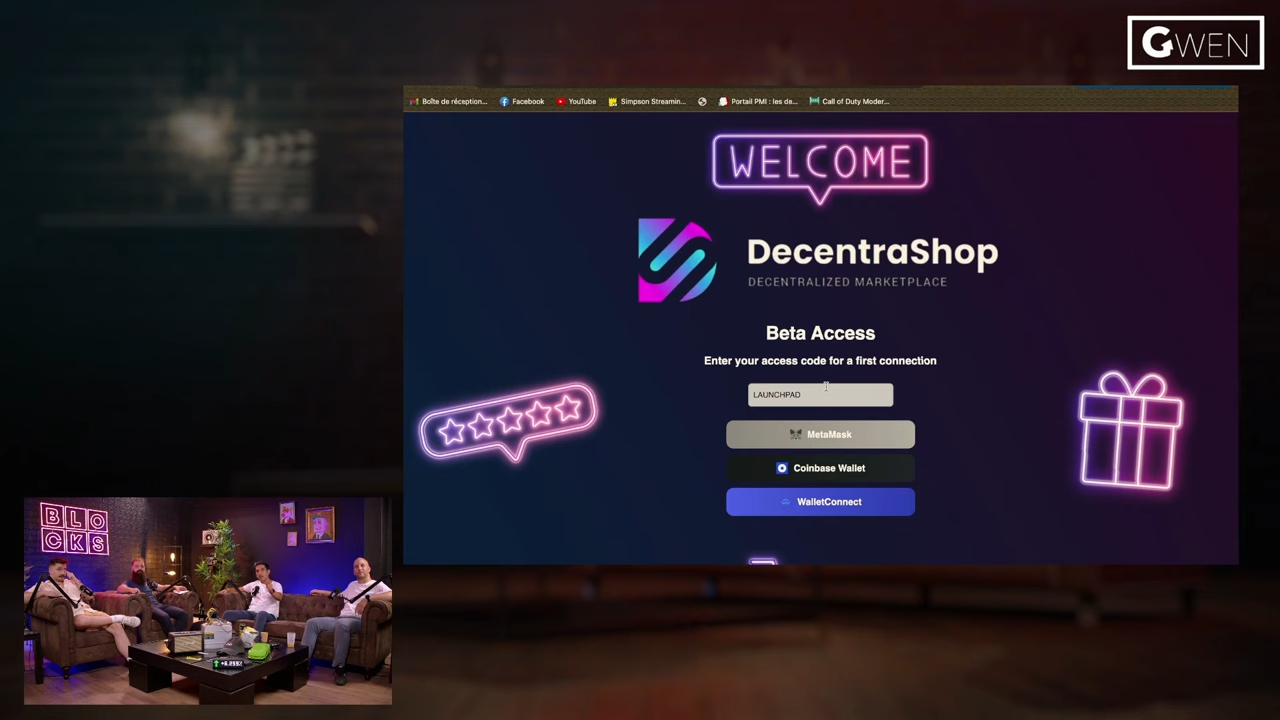 GWEN
Boîte de réception...
Facebook
YouTube
Simpson Streamin...
Portail PMI : les de...
Call of Duty Moder...
WELCOME
DecentraShop
DECENTRALIZED MARKETPLACE
Beta Access
Enter your access code for a first connection
LAUNCHPAD
MetaMask
Coinbase Wallet
WalletConnect
BLO
CKS